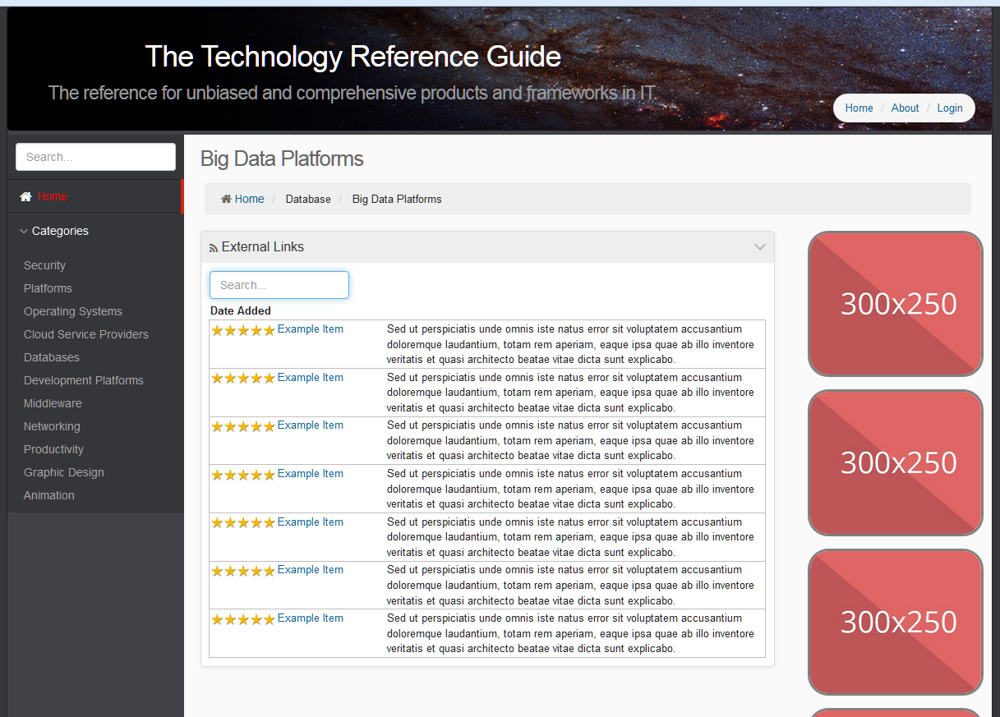 The Technology Reference Guide
The reference for unbiased and comprehensive products and frameworks in IT.
Home / About / Login
Search...
Home
Categories
Security
Platforms
Operating Systems
Cloud Service Providers
Databases
Development Platforms
Middleware
Networking
Productivity
Graphic Design
Animation
Big Data Platforms
Home / Database / Big Data Platforms
External Links
Search...
Date Added
Example Item
Sed ut perspiciatis unde omnis iste natus error sit voluptatem accusantium
doloremque laudantium, totam rem aperiam, eaque ipsa quae ab illo inventore
veritatis et quasi architecto beatae vitae dicta sunt explicabo.
Example Item
Sed ut perspiciatis unde omnis iste natus error sit voluptatem accusantium
doloremque laudantium, totam rem aperiam, eaque ipsa quae ab illo inventore
veritatis et quasi architecto beatae vitae dicta sunt explicabo.
Example Item
Sed ut perspiciatis unde omnis iste natus error sit voluptatem accusantium
doloremque laudantium, totam rem aperiam, eaque ipsa quae ab illo inventore
veritatis et quasi architecto beatae vitae dicta sunt explicabo.
Example Item
Sed ut perspiciatis unde omnis iste natus error sit voluptatem accusantium
doloremque laudantium, totam rem aperiam, eaque ipsa quae ab illo inventore
veritatis et quasi architecto beatae vitae dicta sunt explicabo.
Example Item
Sed ut perspiciatis unde omnis iste natus error sit voluptatem accusantium
doloremque laudantium, totam rem aperiam, eaque ipsa quae ab illo inventore
veritatis et quasi architecto beatae vitae dicta sunt explicabo.
Example Item
Sed ut perspiciatis unde omnis iste natus error sit voluptatem accusantium
doloremque laudantium, totam rem aperiam, eaque ipsa quae ab illo inventore
veritatis et quasi architecto beatae vitae dicta sunt explicabo.
Example Item
Sed ut perspiciatis unde omnis iste natus error sit voluptatem accusantium
doloremque laudantium, totam rem aperiam, eaque ipsa quae ab illo inventore
veritatis et quasi architecto beatae vitae dicta sunt explicabo.
300x250
300x250
300x250